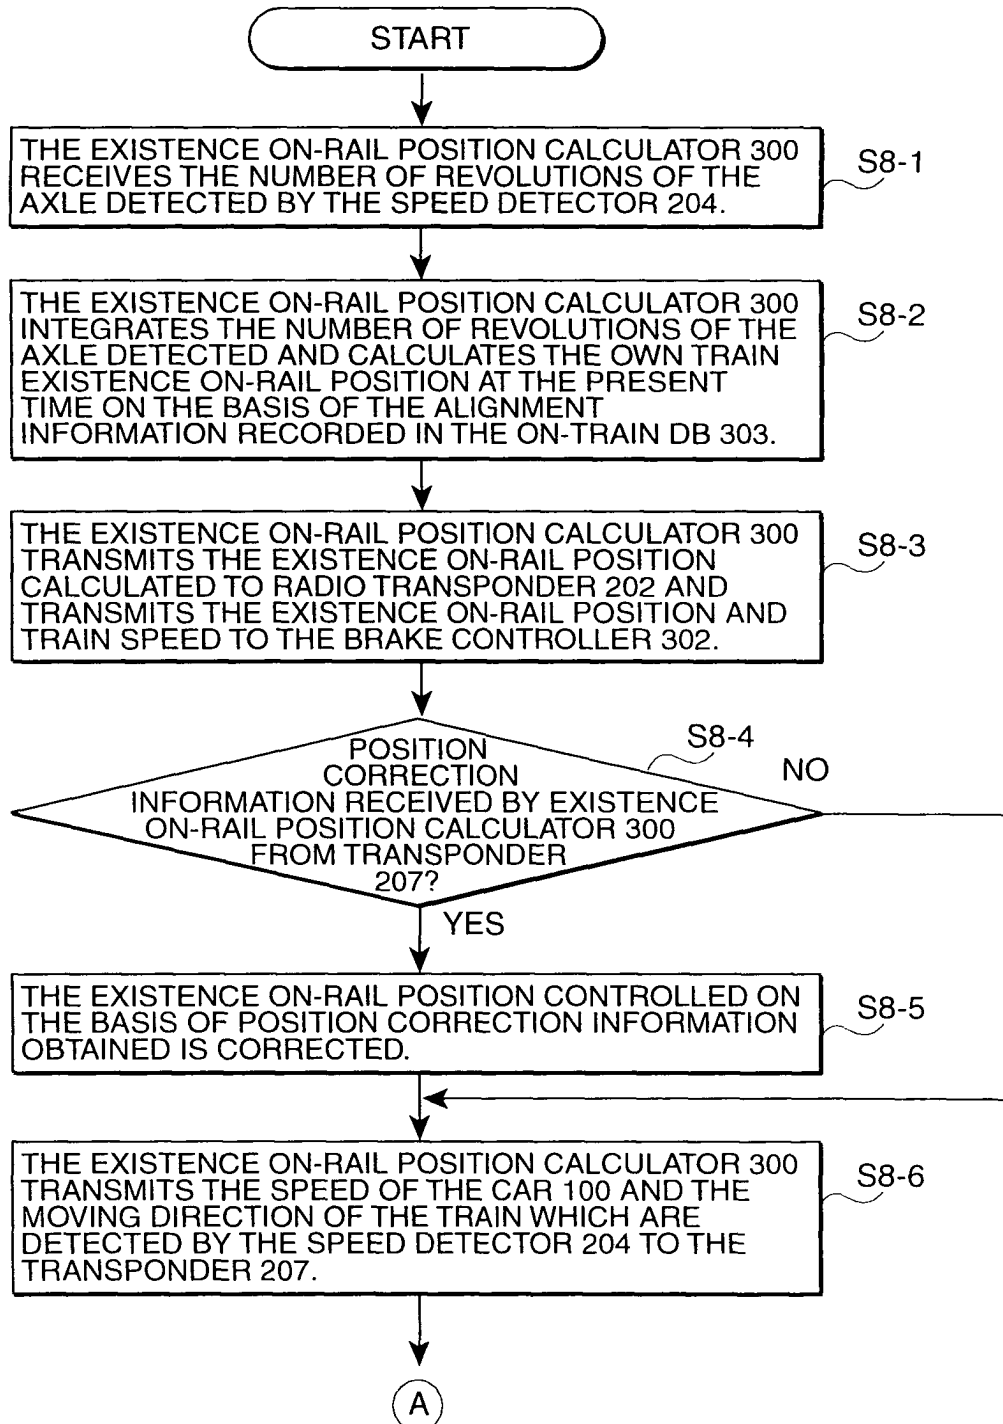 START
THE EXISTENCE ON-RAIL POSITION CALCULATOR 300
RECEIVES THE NUMBER OF REVOLUTIONS OF THE
AXLE DETECTED BY THE SPEED DETECTOR 204.
S8-1
THE EXISTENCE ON-RAIL POSITION CALCULATOR 300
INTEGRATES THE NUMBER OF REVOLUTIONS OF THE
AXLE DETECTED AND CALCULATES THE OWN TRAIN
EXISTENCE ON-RAIL POSITION AT THE PRESENT
TIME ON THE BASIS OF THE ALIGNMENT
INFORMATION RECORDED IN THE ON-TRAIN DB 303.
S8-2
THE EXISTENCE ON-RAIL POSITION CALCULATOR 300
TRANSMITS THE EXISTENCE ON-RAIL POSITION
CALCULATED TO RADIO TRANSPONDER 202 AND
TRANSMITS THE EXISTENCE ON-RAIL POSITION AND
TRAIN SPEED TO THE BRAKE CONTROLLER 302.
S8-3
POSITION
CORRECTION
INFORMATION RECEIVED BY EXISTENCE
ON-RAIL POSITION CALCULATOR 300
FROM TRANSPONDER
207?
S8-4
NO
YES
THE EXISTENCE ON-RAIL POSITION CONTROLLED ON
THE BASIS OF POSITION CORRECTION INFORMATION
OBTAINED IS CORRECTED.
S8-5
THE EXISTENCE ON-RAIL POSITION CALCULATOR 300
TRANSMITS THE SPEED OF THE CAR 100 AND THE
MOVING DIRECTION OF THE TRAIN WHICH ARE
DETECTED BY THE SPEED DETECTOR 204 TO THE
TRANSPONDER 207.
S8-6
A